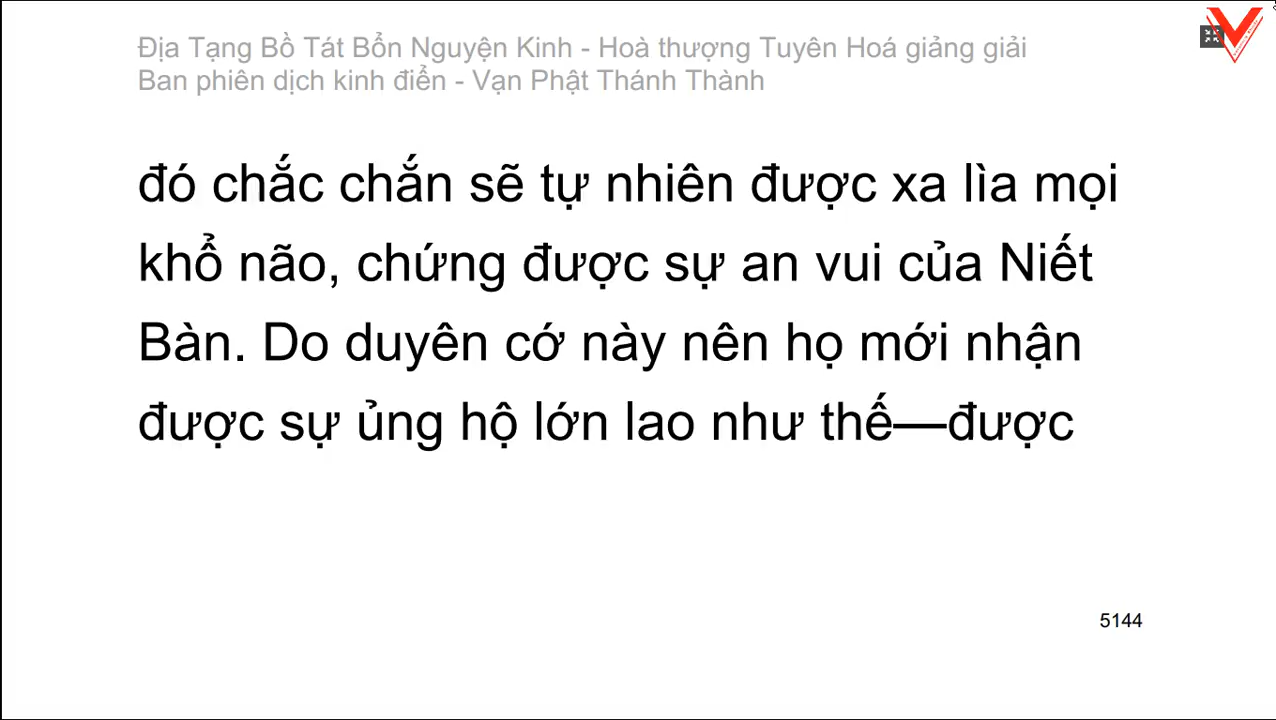 Địa Tạng Bồ Tát Bổn Nguyện Kinh - Hoà thượng Tuyên Hoá giảng giải
Ban phiên dịch kinh điển - Vạn Phật Thánh Thành
đó chắc chắn sẽ tự nhiên được xa lìa mọi
khổ não, chứng được sự an vui của Niết
Bàn. Do duyên cớ này nên họ mới nhận
được sự ủng hộ lớn lao như thế—được
5144